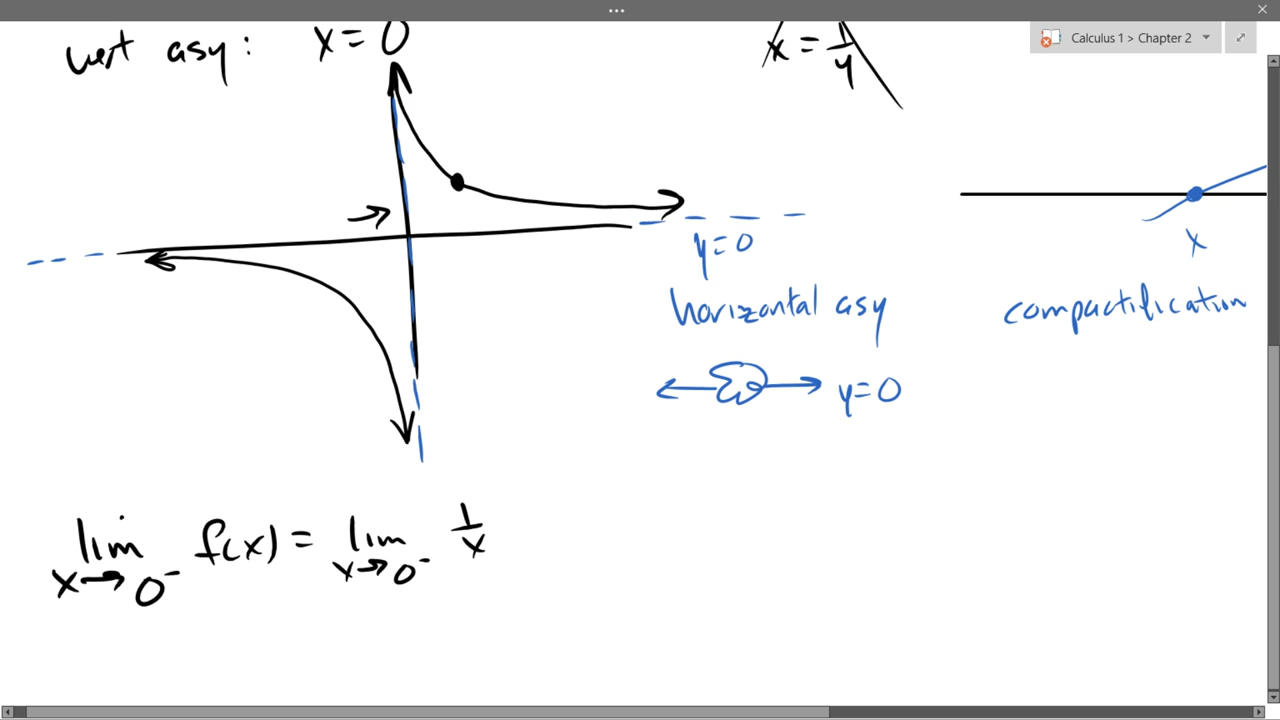 vert asy: x = 0
x = 1/y
Calculus 1 > Chapter 2
y = 0
x
horizontal asy
compactification
y = 0
lim x→0⁻ f(x) = lim x→0⁻ 1/x